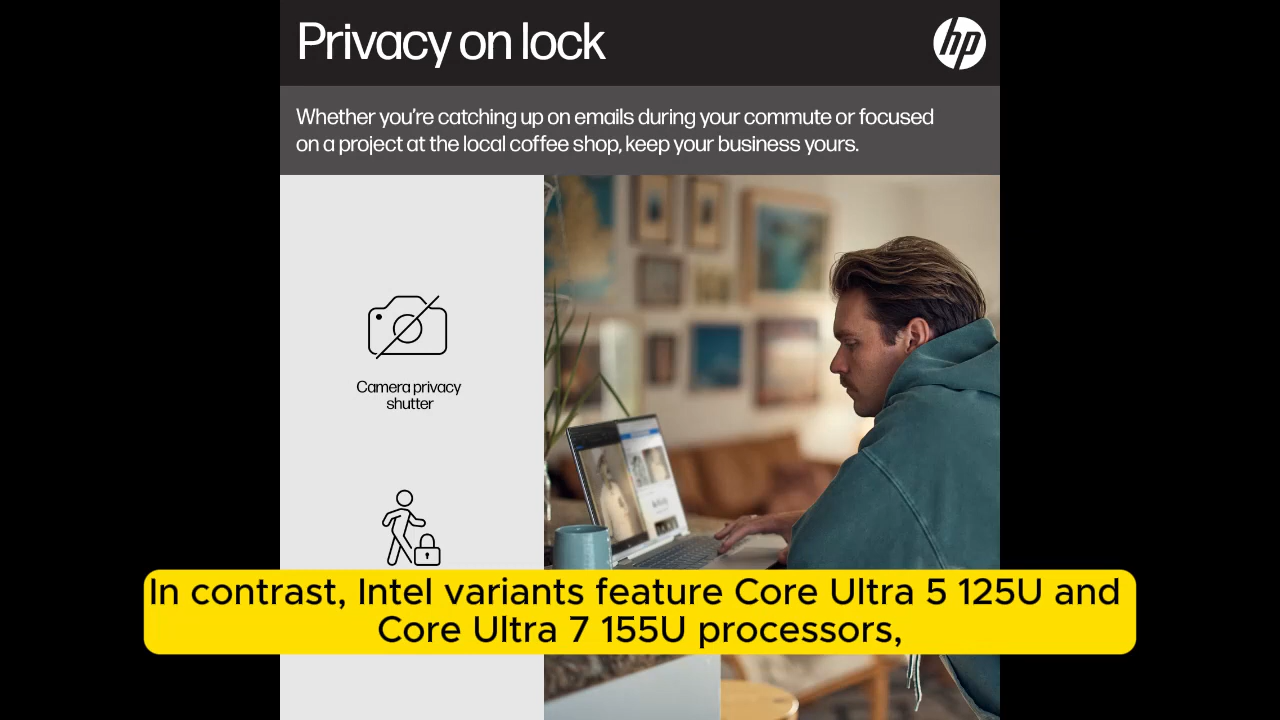 Privacy on lock
hp
Whether you're catching up on emails during your commute or focused
on a project at the local coffee shop, keep your business yours.
Camera privacy
shutter
In contrast, Intel variants feature Core Ultra 5 125U and
Core Ultra 7 155U processors,